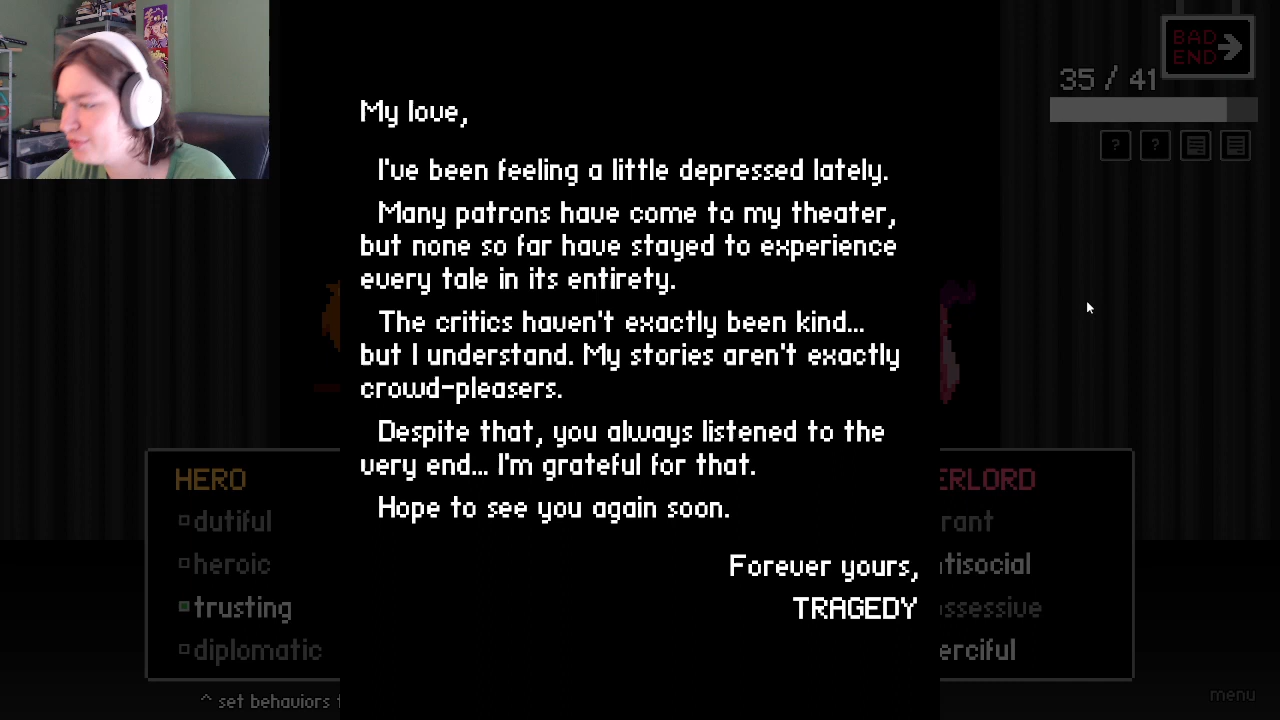 BAD
END
35 / 41
? ?
My love,
I've been feeling a little depressed lately.
Many patrons have come to my theater,
but none so far have stayed to experience
every tale in its entirety.
The critics haven't exactly been kind...
but I understand. My stories aren't exactly
crowd-pleasers.
Despite that, you always listened to the
very end... I'm grateful for that.
Hope to see you again soon.
Forever yours,
TRAGEDY
HERO
dutiful
heroic
trusting
diplomatic
ERLORD
rant
tisocial
ssessive
erciful
^ set behaviors
menu